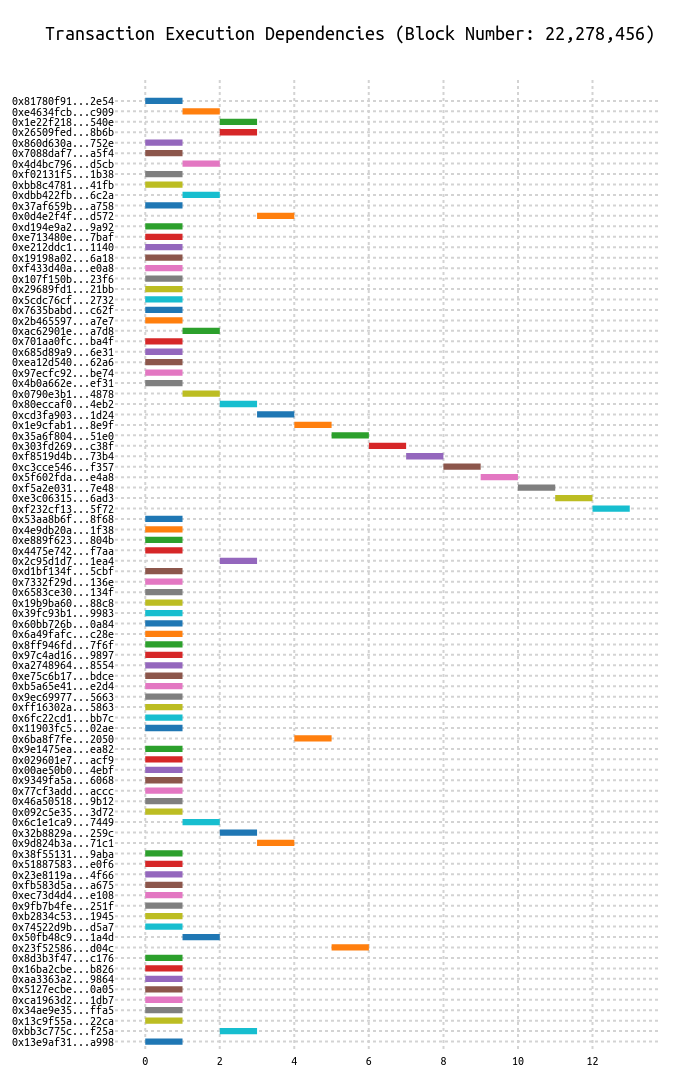 Transaction Execution Dependencies (Block Number: 22,278,456)
0x81780f91...2e54
0xe4634fcb...c909
0x1e22f218...540e
0x26509fed...8b6b
0x860d630a...752e
0x7088daf7...a5f4
0x4d4bc796...d5cb
0xf02131f5...1b38
0xbb8c4781...41fb
0xdbb422fb...6c2a
0x37af659b...a758
0x0d4e2f4f...d572
0xd194e9a2...9a92
0xe713480e...7baf
0xe212ddc1...1140
0x19198a02...6a18
0xf433d40a...e0a8
0x107f150b...23f6
0x29689fd1...21bb
0x5cdc76cf...2732
0x7635babd...c62f
0x2b465597...a7e7
0xac62901e...a7d8
0x701aa0fc...ba4f
0x685d89a9...6e31
0xea12d540...62a6
0x97ecfc92...be74
0x4b0a662e...ef31
0x0790e3b1...4878
0x80eccaf0...4eb2
0xcd3fa903...1d24
0x1e9cfab1...8e9f
0x35a6f804...51e0
0x303fd269...c38f
0xf8519d4b...73b4
0xc3cce546...f357
0x5f602fda...e4a8
0xf5a2e031...7e48
0xe3c06315...6ad3
0xf232cf13...5f72
0x53aa8b6f...8f68
0x4e9db20a...1f38
0xe889f623...804b
0x4475e742...f7aa
0x2c95d1d7...1ea4
0xd1bf134f...5cbf
0x7332f29d...136e
0x6583ce30...134f
0x19b9ba60...88c8
0x39fc93b1...9983
0x60bb726b...0a84
0x6a49fafc...c28e
0x8ff946fd...7f6f
0x97c4ad16...9897
0xa2748964...8554
0xe75c6b17...bdce
0xb5a65e41...e2d4
0x9ec69977...5663
0xff16302a...5863
0x6fc22cd1...bb7c
0x11903fc5...02ae
0x6ba8f7fe...2050
0x9e1475ea...ea82
0x029601e7...acf9
0x00ae50b0...4ebf
0x9349fa5a...6068
0x77cf3add...accc
0x46a50518...9b12
0x092c5e35...3d72
0x6c1e1ca9...7449
0x32b8829a...259c
0x9d824b3a...71c1
0x38f55131...9aba
0x51887583...e0f6
0x23e8119a...4f66
0xfb583d5a...a675
0xec73d4d4...e108
0x9fb7b4fe...251f
0xb2834c53...1945
0x74522d9b...d5a7
0x50fb48c9...1a4d
0x23f52586...d04c
0x8d3b3f47...c176
0x16ba2cbe...b826
0xaa3363a2...9864
0x5127ecbe...0a05
0xca1963d2...1db7
0x34ae9e35...ffa5
0x13c9f55a...22ca
0xbb3c775c...f25a
0x13e9af31...a998
0 2 4 6 8 10 12